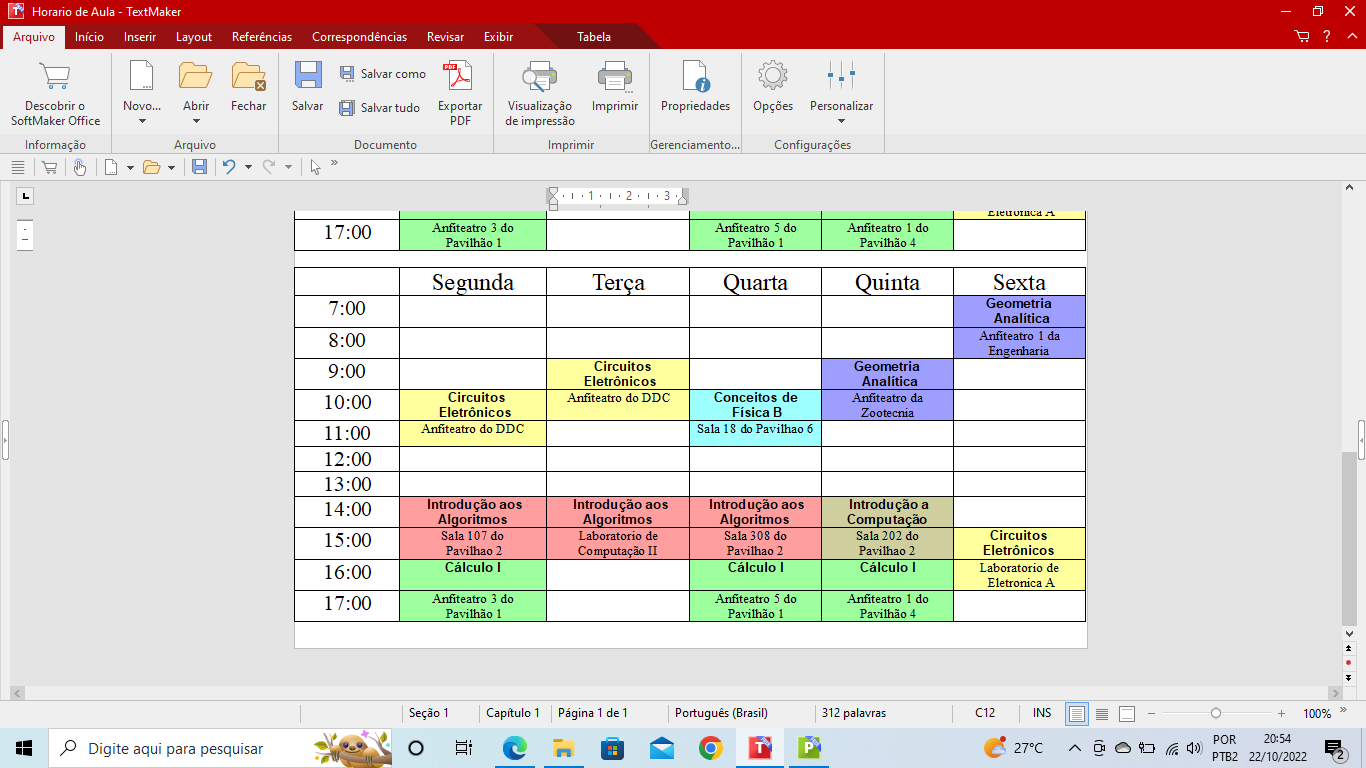 Horario de Aula - TextMaker
Arquivo Início Inserir Layout Referências Correspondências Revisar Exibir Tabela
Descobrir o
SoftMaker Office
Novo...
Abrir
Fechar
Salvar
Salvar como
Salvar tudo
Exportar
PDF
Visualização
de impressão
Imprimir
Propriedades
Opções
Personalizar
Informação Arquivo Documento Imprimir Gerenciamento... Configurações
1 2 3
Eletronica A
17:00
Anfiteatro 3 do
Pavilhão 1
Anfiteatro 5 do
Pavilhão 1
Anfiteatro 1 do
Pavilhão 4
Segunda Terça Quarta Quinta Sexta
7:00
Geometria
Analítica
8:00
Anfiteatro 1 da
Engenharia
9:00
Circuitos
Eletrônicos
Geometria
Analítica
10:00
Circuitos
Eletrônicos
Anfiteatro do DDC
Conceitos de
Física B
Anfiteatro da
Zootecnia
11:00
Anfiteatro do DDC
Sala 18 do Pavilhao 6
12:00
13:00
14:00
Introdução aos
Algoritmos
Introdução aos
Algoritmos
Introdução aos
Algoritmos
Introdução a
Computação
15:00
Sala 107 do
Pavilhao 2
Laboratorio de
Computação II
Sala 308 do
Pavilhao 2
Sala 202 do
Pavilhao 2
Circuitos
Eletrônicos
16:00
Cálculo I
Cálculo I
Cálculo I
Laboratorio de
Eletronica A
17:00
Anfiteatro 3 do
Pavilhão 1
Anfiteatro 5 do
Pavilhão 1
Anfiteatro 1 do
Pavilhão 4
Seção 1 Capítulo 1 Página 1 de 1 Português (Brasil) 312 palavras C12 INS 100%
Digite aqui para pesquisar
27°C
POR
PTB2
20:54
22/10/2022
2